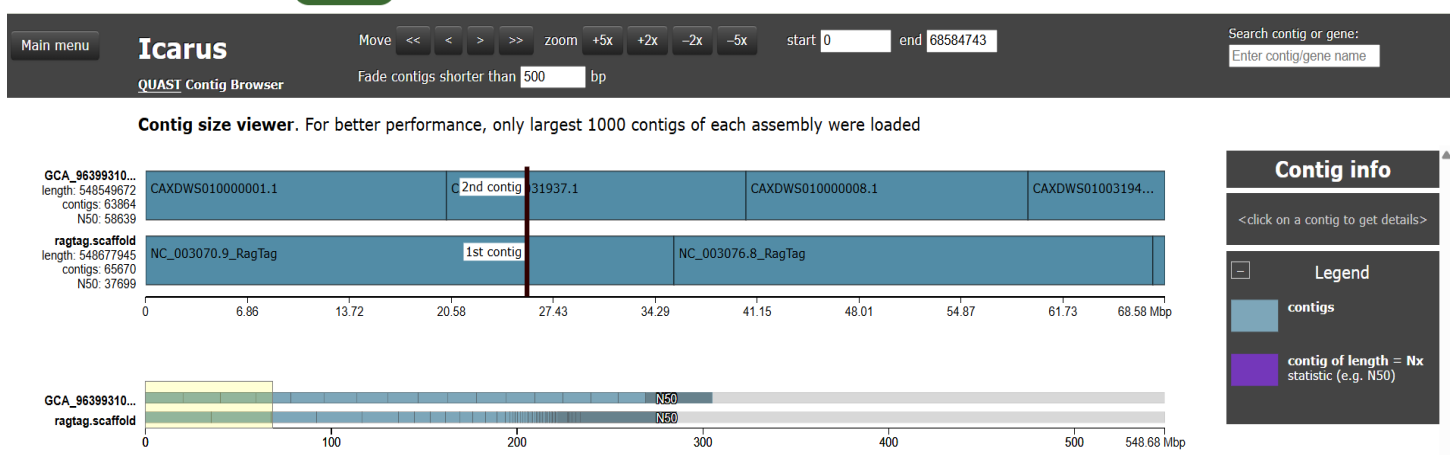 Main menu
Icarus
QUAST Contig Browser
Move << < > >> zoom +5x +2x –2x –5x start 0 end 68584743
Fade contigs shorter than 500 bp
Search contig or gene:
Enter contig/gene name
Contig size viewer. For better performance, only largest 1000 contigs of each assembly were loaded
GCA_96399310...
length: 548549672
contigs: 63864
N50: 58639
CAXDWS010000001.1
C 2nd contig 31937.1
CAXDWS010000008.1
CAXDWS01003194...
ragtag.scaffold
length: 548677945
contigs: 65670
N50: 37699
NC_003070.9_RagTag
1st contig
NC_003076.8_RagTag
0 6.86 13.72 20.58 27.43 34.29 41.15 48.01 54.87 61.73 68.58 Mbp
Contig info
<click on a contig to get details>
–
Legend
contigs
contig of length = Nx
statistic (e.g. N50)
GCA_96399310...
N50
ragtag.scaffold
N50
0 100 200 300 400 500 548.68 Mbp